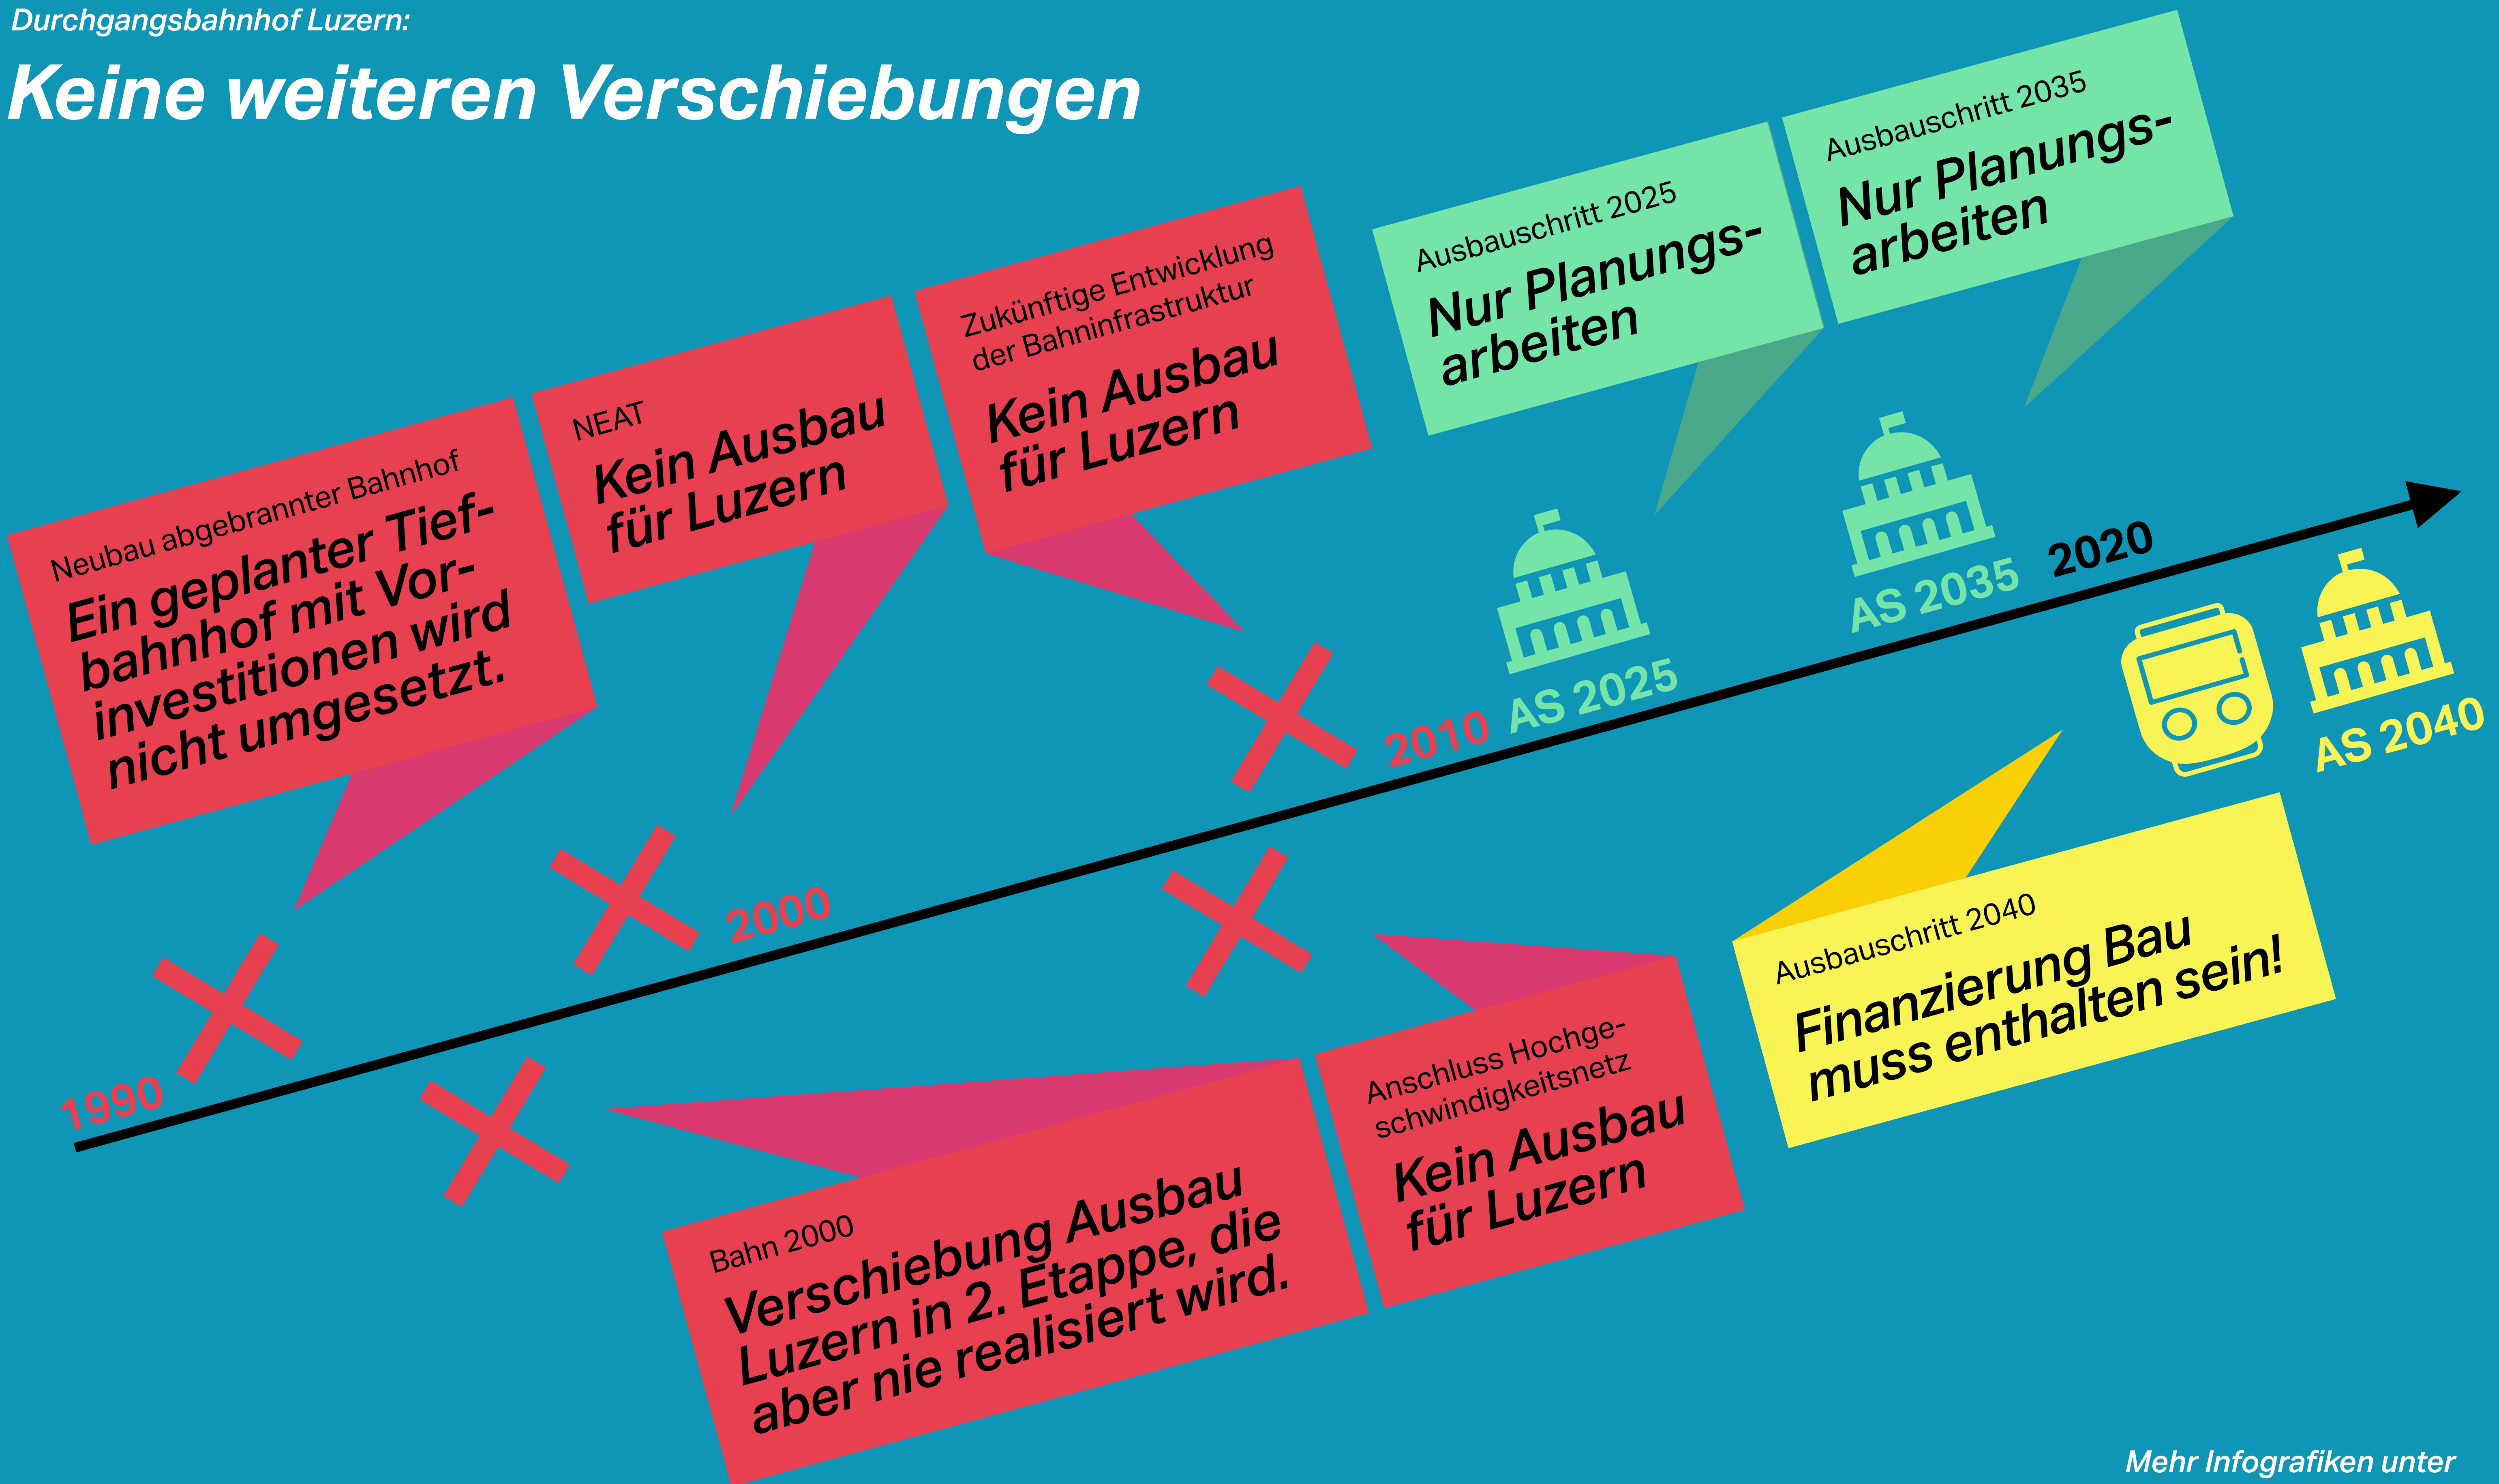 Durchgangsbahnhof Luzern:
Keine weiteren Verschiebungen
Neubau abgebrannter Bahnhof
Ein geplanter Tief-
bahnhof mit Vor-
investitionen wird
nicht umgesetzt.
NEAT
Kein Ausbau
für Luzern
Zukünftige Entwicklung
der Bahninfrastruktur
Kein Ausbau
für Luzern
Ausbauschritt 2025
Nur Planungs-
arbeiten
Ausbauschritt 2035
Nur Planungs-
arbeiten
1990
2000
2010
AS 2025
AS 2035
2020
AS 2040
Bahn 2000
Verschiebung Ausbau
Luzern in 2. Etappe, die
aber nie realisiert wird.
Anschluss Hochge-
schwindigkeitsnetz
Kein Ausbau
für Luzern
Ausbauschritt 2040
Finanzierung Bau
muss enthalten sein!
Mehr Infografiken unter